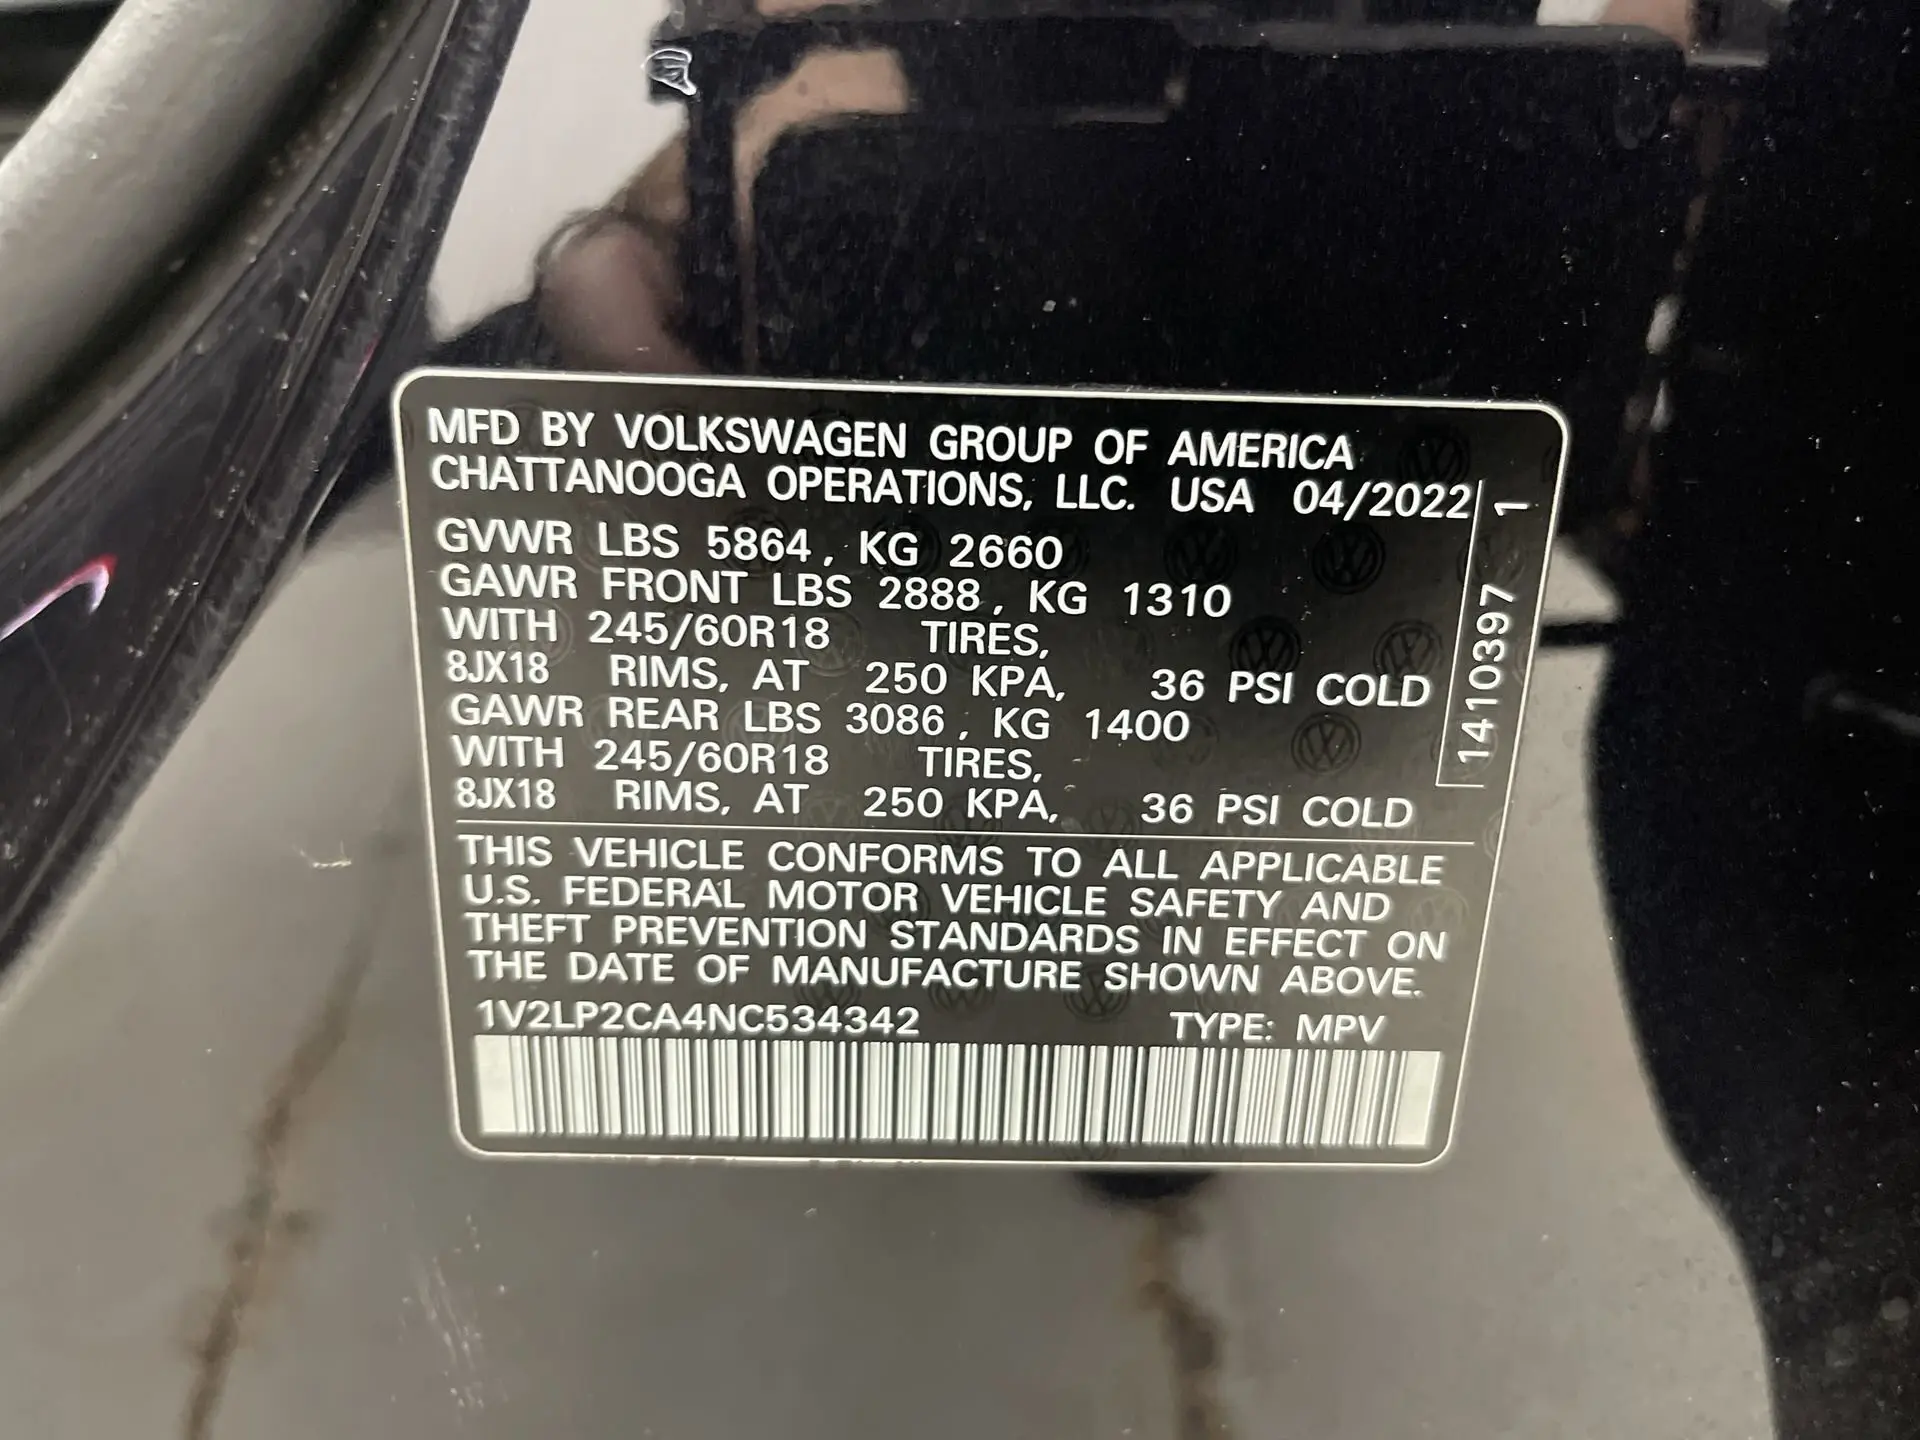 MFD BY VOLKSWAGEN GROUP OF AMERICA
CHATTANOOGA OPERATIONS, LLC. USA 04/2022
GVWR LBS 5864, KG 2660
GAWR FRONT LBS 2888, KG 1310
WITH 245/60R18 TIRES,
8JX18 RIMS, AT 250 KPA, 36 PSI COLD
GAWR REAR LBS 3086, KG 1400
WITH 245/60R18 TIRES,
8JX18 RIMS, AT 250 KPA, 36 PSI COLD
1410397 1
THIS VEHICLE CONFORMS TO ALL APPLICABLE
U.S. FEDERAL MOTOR VEHICLE SAFETY AND
THEFT PREVENTION STANDARDS IN EFFECT ON
THE DATE OF MANUFACTURE SHOWN ABOVE.
1V2LP2CA4NC534342 TYPE: MPV